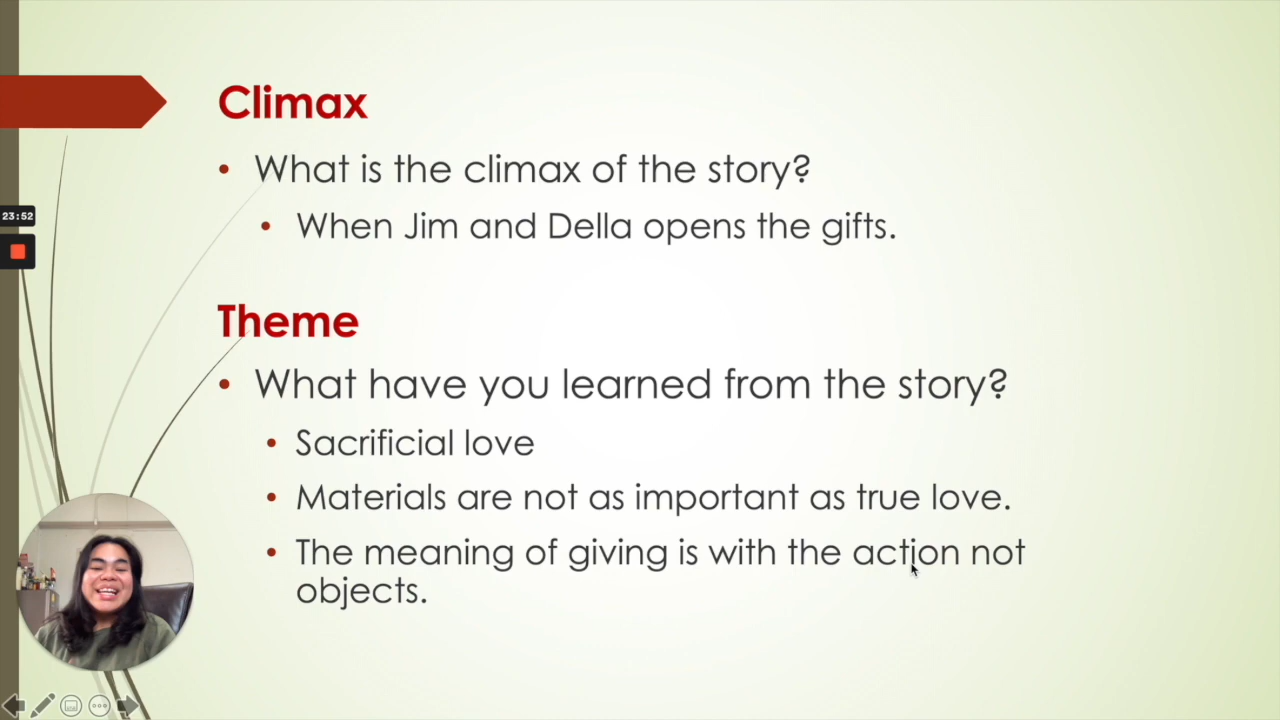 Climax
• What is the climax of the story?
• When Jim and Della opens the gifts.
23:52
Theme
• What have you learned from the story?
• Sacrificial love
• Materials are not as important as true love.
• The meaning of giving is with the action not
objects.